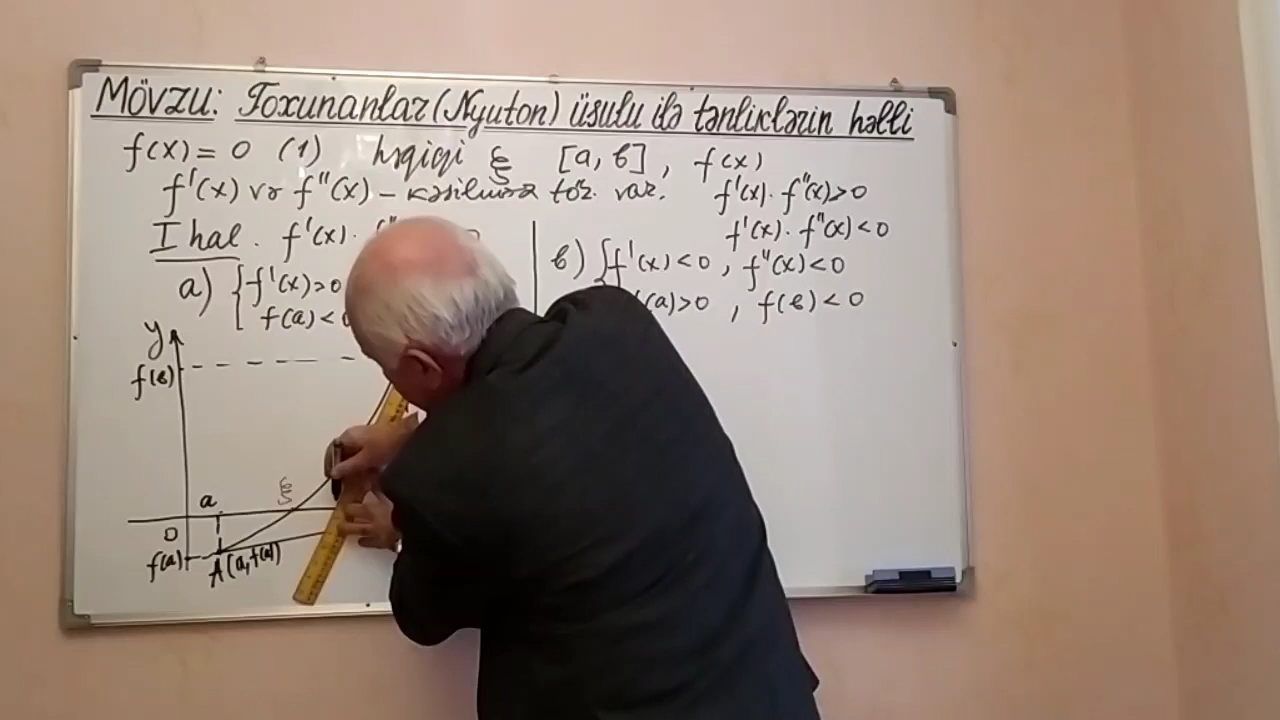 Mövzu: Toxunanlar (Nyuton) üsulu ilə tənliklərin həlli
f(x) = 0 (1) həqiqi ξ [a, в], f(x)
f'(x) və f''(x) – kəsilməz tör. var. f'(x). f''(x)>0
I hal. f'(x). f'(x). f''(x)<0
a) { f'(x)>0 в) { f'(x)<0, f''(x)<0
f(a)<0 (a)>0, f(в)<0
y
f(в)
a ξ
0
f(a) A(a, f(a))